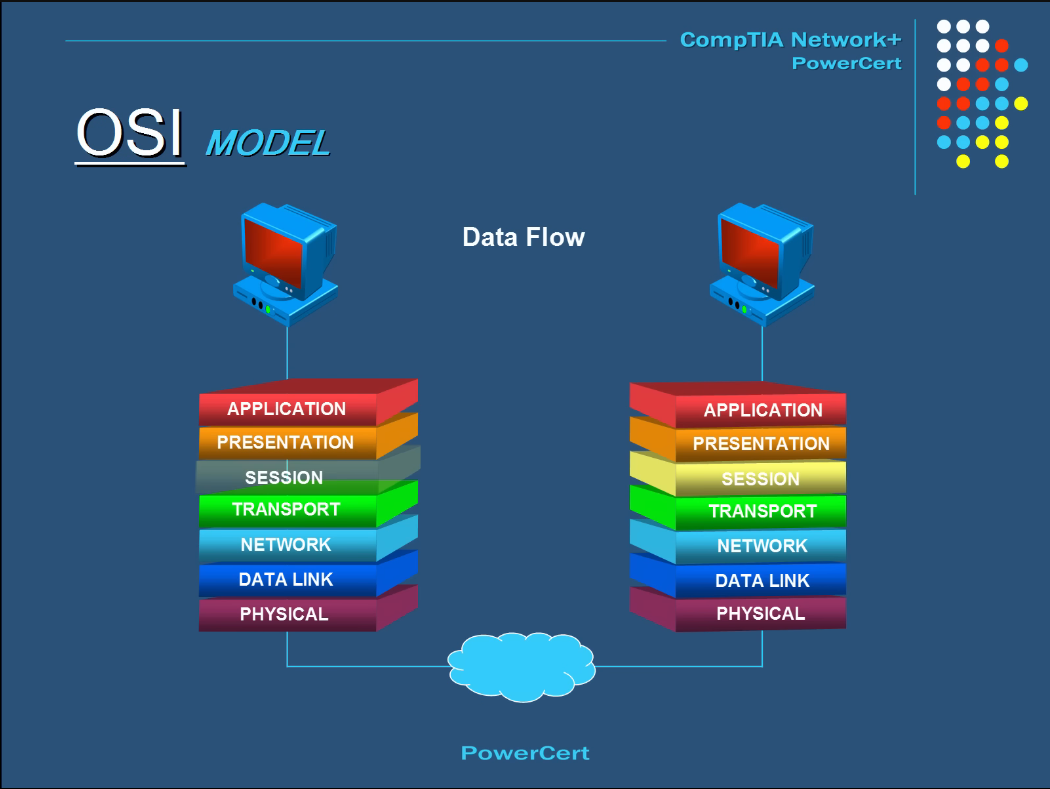 CompTIA Network+
PowerCert
OSI MODEL
Data Flow
APPLICATION
PRESENTATION
SESSION
TRANSPORT
NETWORK
DATA LINK
PHYSICAL
APPLICATION
PRESENTATION
SESSION
TRANSPORT
NETWORK
DATA LINK
PHYSICAL
PowerCert